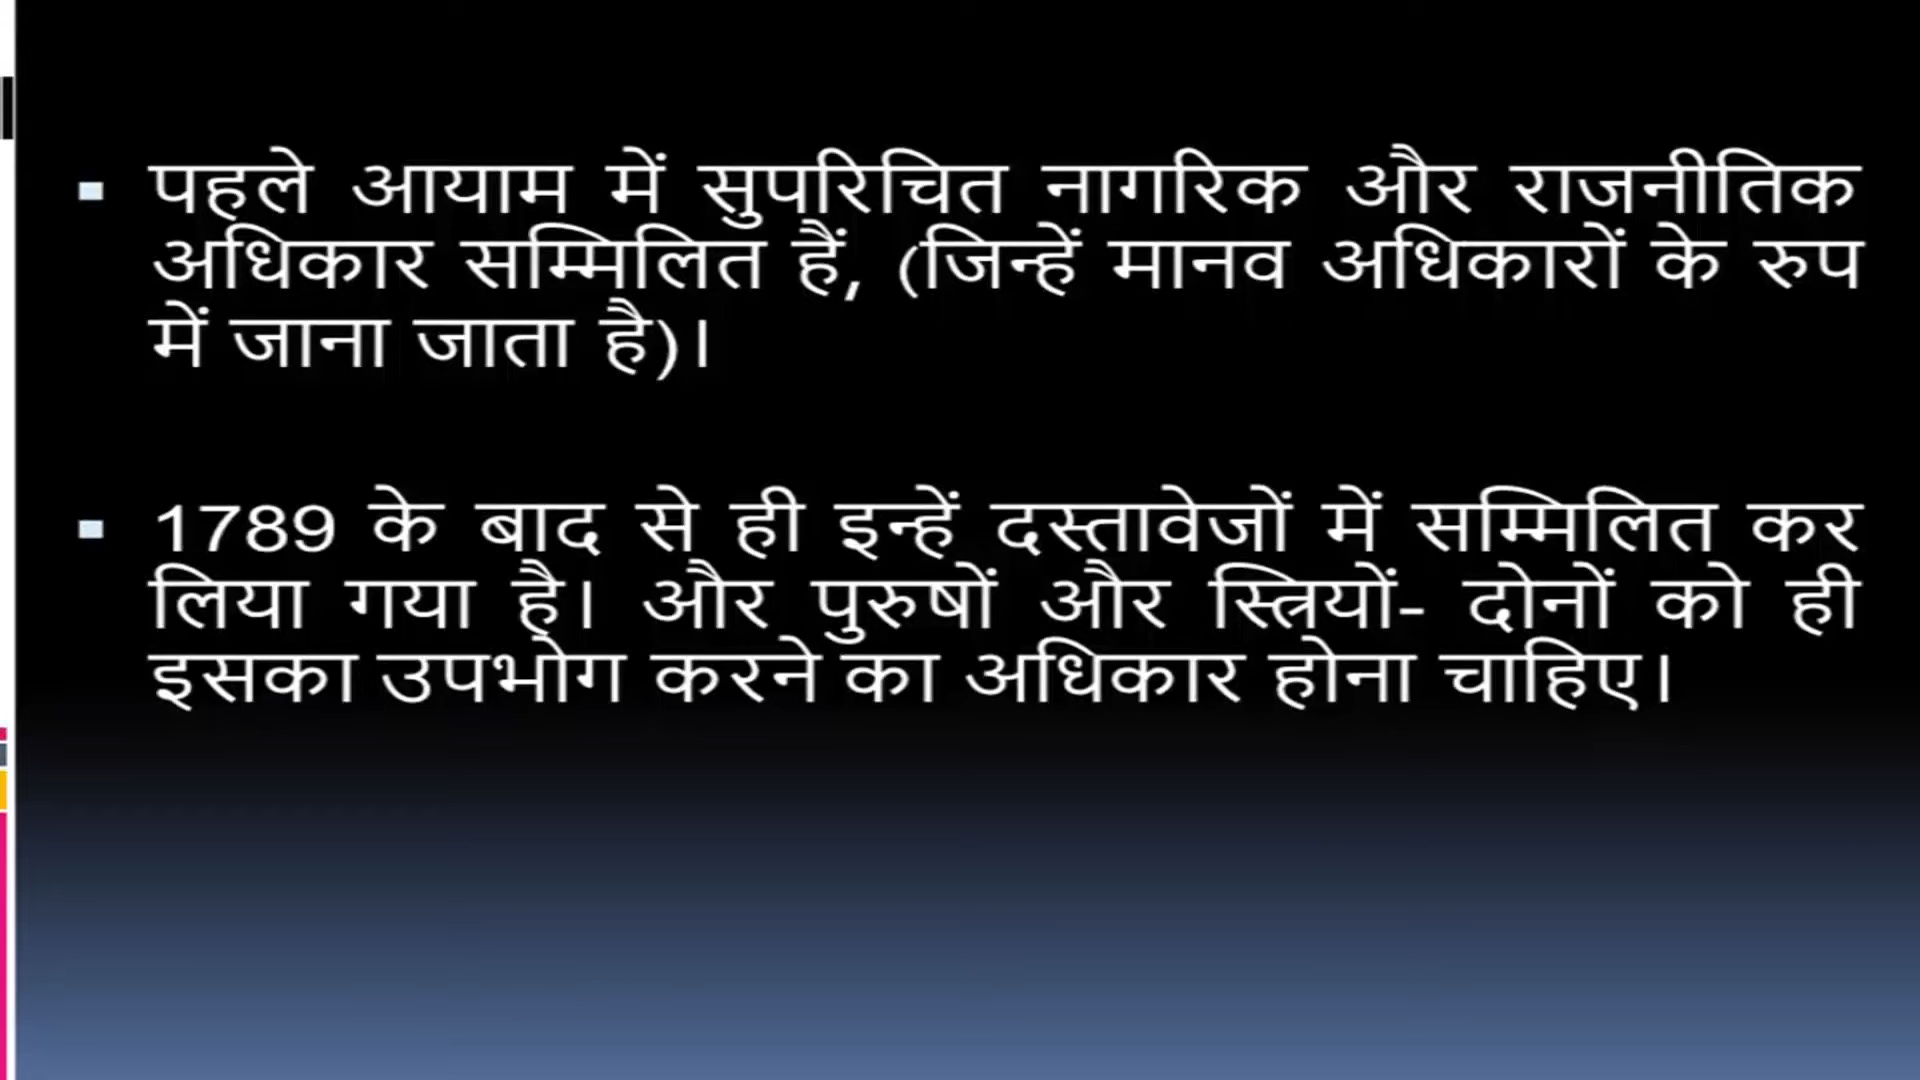 ▪ पहले आयाम में सुपरिचित नागरिक और राजनीतिक
अधिकार सम्मिलित हैं, (जिन्हें मानव अधिकारों के रुप
में जाना जाता है)।
▪ 1789 के बाद से ही इन्हें दस्तावेजों में सम्मिलित कर
लिया गया है। और पुरुषों और स्त्रियों- दोनों को ही
इसका उपभोग करने का अधिकार होना चाहिए।